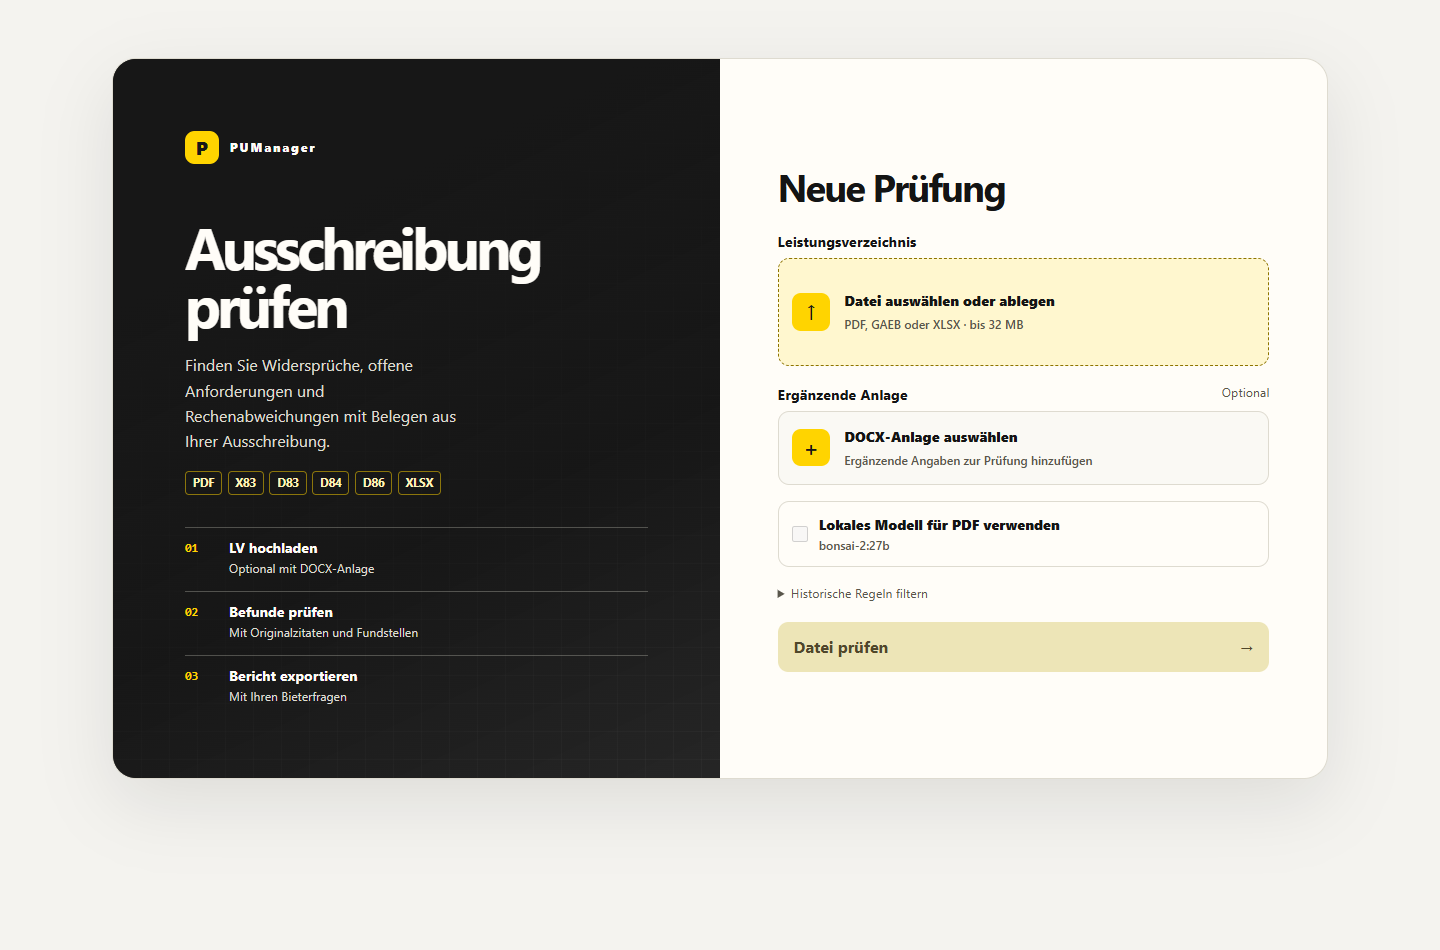 P
PUManager
Ausschreibung
prüfen
Finden Sie Widersprüche, offene
Anforderungen und
Rechenabweichungen mit Belegen aus
Ihrer Ausschreibung.
PDF X83 D83 D84 D86 XLSX
01 LV hochladen
Optional mit DOCX-Anlage
02 Befunde prüfen
Mit Originalzitaten und Fundstellen
03 Bericht exportieren
Mit Ihren Bieterfragen
Neue Prüfung
Leistungsverzeichnis
↑ Datei auswählen oder ablegen
PDF, GAEB oder XLSX · bis 32 MB
Ergänzende Anlage Optional
+ DOCX-Anlage auswählen
Ergänzende Angaben zur Prüfung hinzufügen
Lokales Modell für PDF verwenden
bonsai-2:27b
▶ Historische Regeln filtern
Datei prüfen →